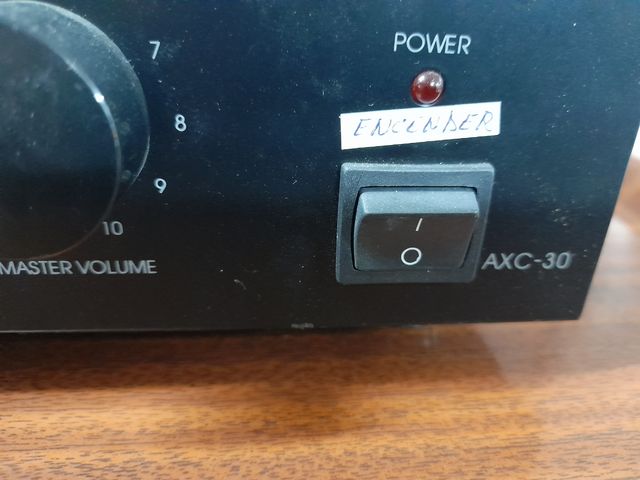 7
8
9
10
MASTER VOLUME
POWER
ENCENDER
I
O
AXC-30